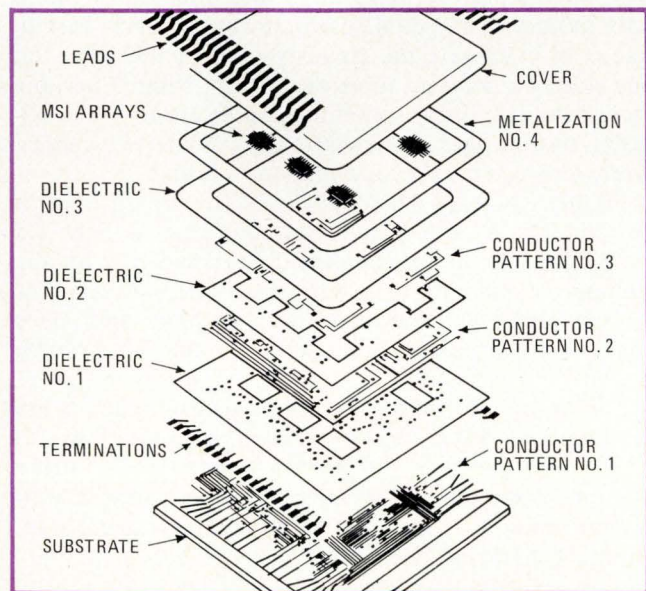 LEADS
COVER
MSI ARRAYS
METALIZATION
NO. 4
DIELECTRIC
NO. 3
CONDUCTOR
PATTERN NO. 3
DIELECTRIC
NO. 2
CONDUCTOR
PATTERN NO. 2
DIELECTRIC
NO. 1
TERMINATIONS
CONDUCTOR
PATTERN NO. 1
SUBSTRATE